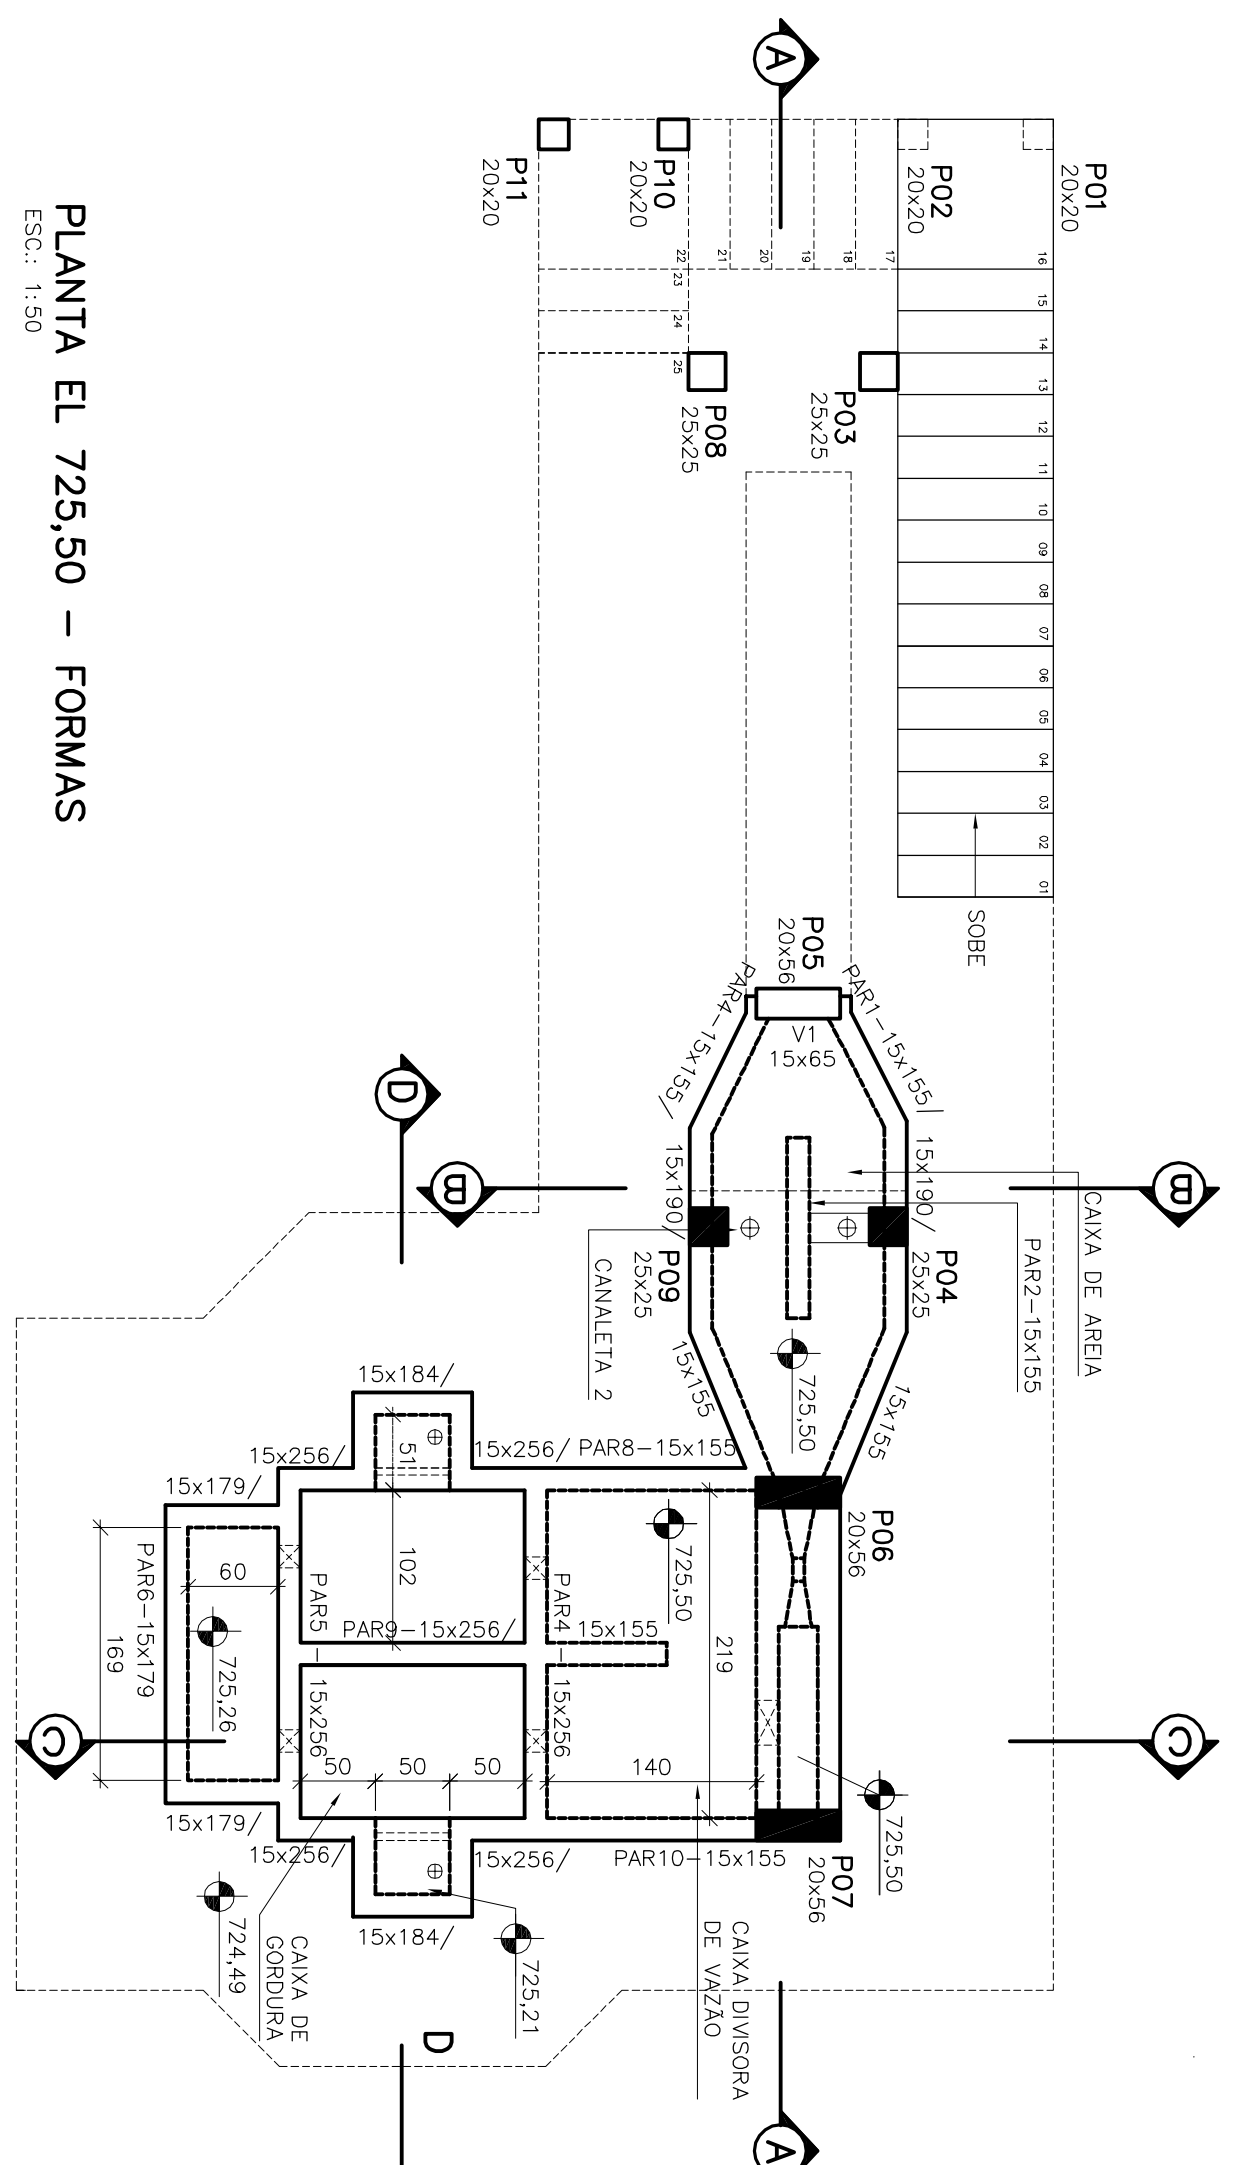 A
P01
20x20
P02
20x20
P10
20x20
P11
20x20
16
15
14
13
12
11
10
09
08
07
06
05
04
03
02
01
17
18
19
20
21
22
23
24
25
P03
25x25
P08
25x25
SOBE
P05
20x56
V1
15x65
PAR1-15x155/
PAR4-15x155/
15x190/
15x190/
P04
25x25
P09
25x25
CAIXA DE AREIA
PAR2-15x155
CANALETA 2
B
B
D
725,50
15x155
15x155
P06
20x56
15x184/
15x256/
15x256/
PAR8-15x155
15x179/
51
102
725,50
219
PAR4
–
15x256
15x155
PAR9-15x256/
PAR5
–
15x256
60
725,26
PAR6-15x179
169
50
50
50
140
C
C
725,50
P07
20x56
PAR10-15x155
15x256/
15x256/
15x179/
15x184/
724,49
725,21
CAIXA DE
GORDURA
CAIXA DIVISORA
DE VAZÃO
D
A
PLANTA EL 725,50 – FORMAS
ESC.: 1:50